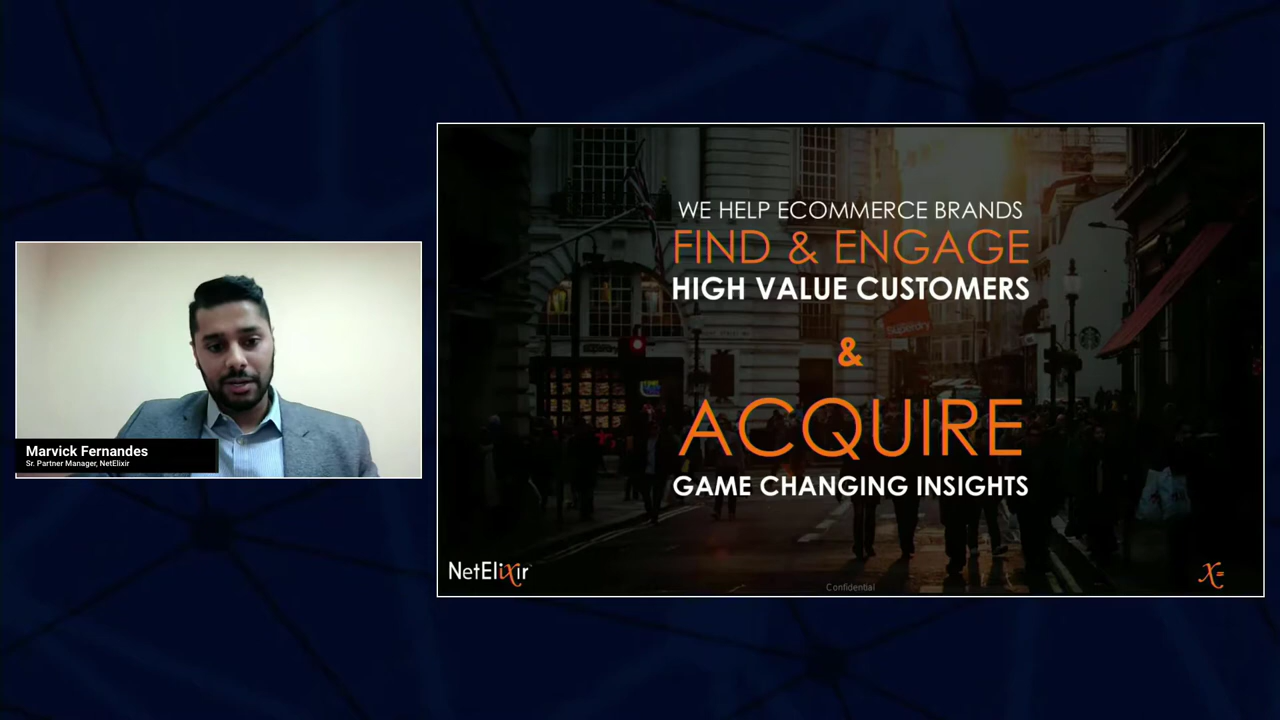 Marvick Fernandes
Sr. Partner Manager, NetElixir
WE HELP ECOMMERCE BRANDS
FIND & ENGAGE
HIGH VALUE CUSTOMERS
&
ACQUIRE
GAME CHANGING INSIGHTS
Superdry
NetElixir
Confidential
X=